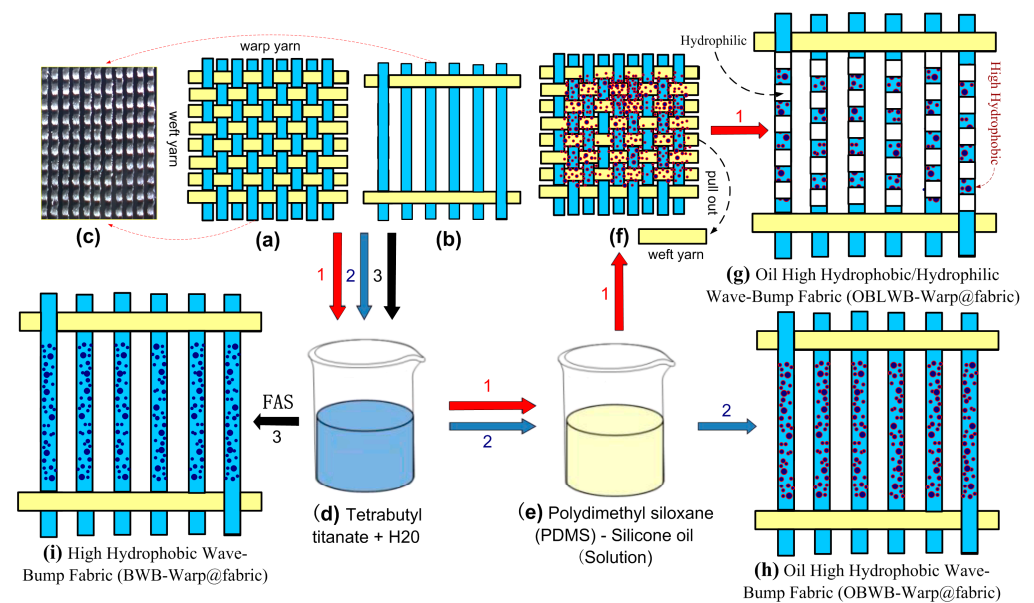 warp yarn
weft yarn
(c)
(a)
(b)
1
2
3
(f)
pull out
weft yarn
1
Hydrophilic
High Hydrophobic
(g) Oil High Hydrophobic/Hydrophilic
Wave-Bump Fabric (OBLWB-Warp@fabric)
1
FAS
3
1
2
2
(d) Tetrabutyl
titanate + H20
(e) Polydimethyl siloxane
(PDMS) - Silicone oil
(Solution)
(i) High Hydrophobic Wave-
Bump Fabric (BWB-Warp@fabric)
(h) Oil High Hydrophobic Wave-
Bump Fabric (OBWB-Warp@fabric)